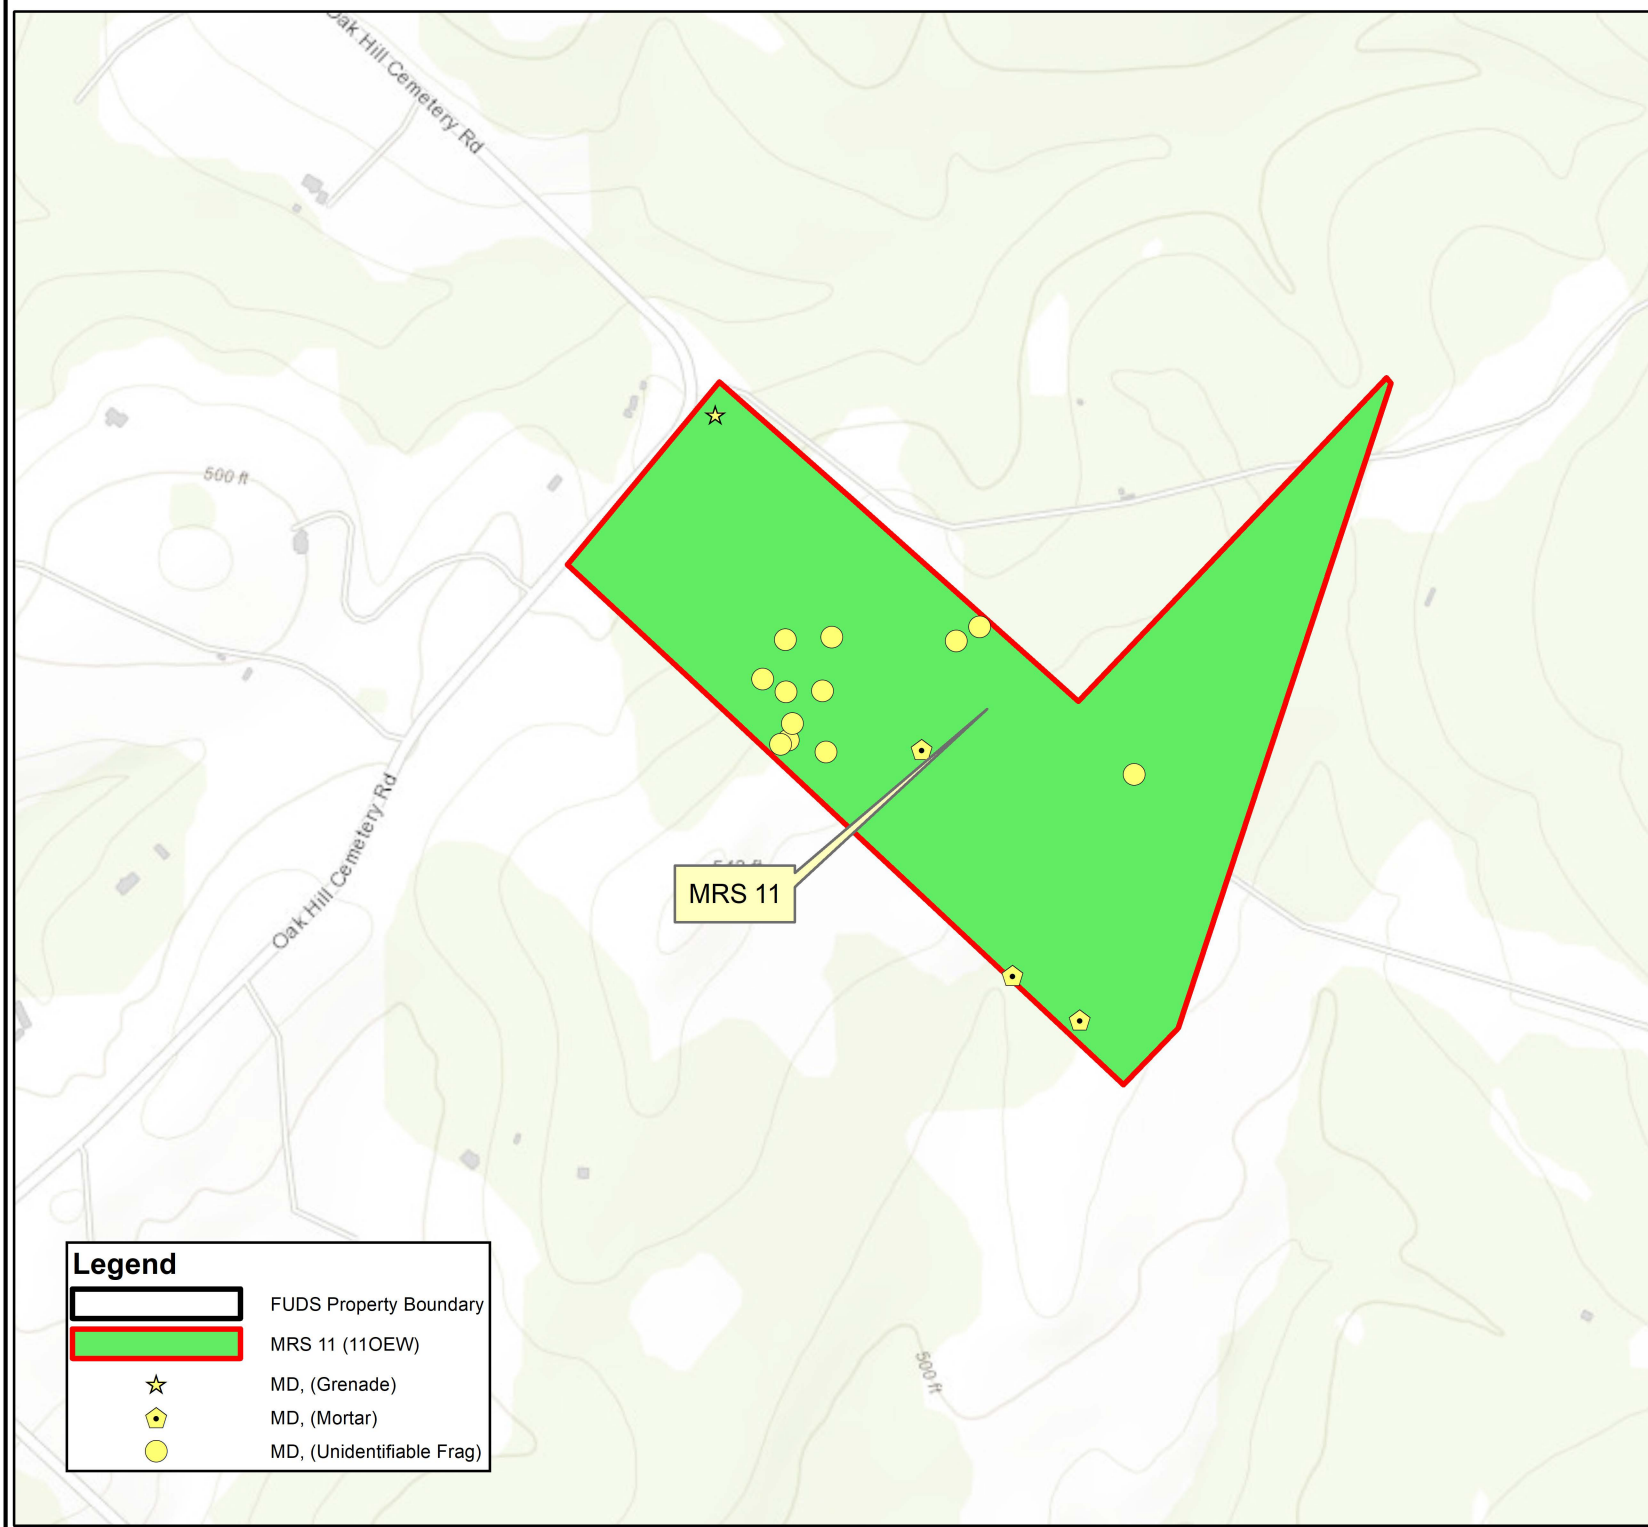 Oak Hill Cemetery Rd
500 ft
Oak Hill Cemetery Rd
MRS 11
500 ft
Legend
FUDS Property Boundary
MRS 11 (11OEW)
MD, (Grenade)
MD, (Mortar)
MD, (Unidentifiable Frag)